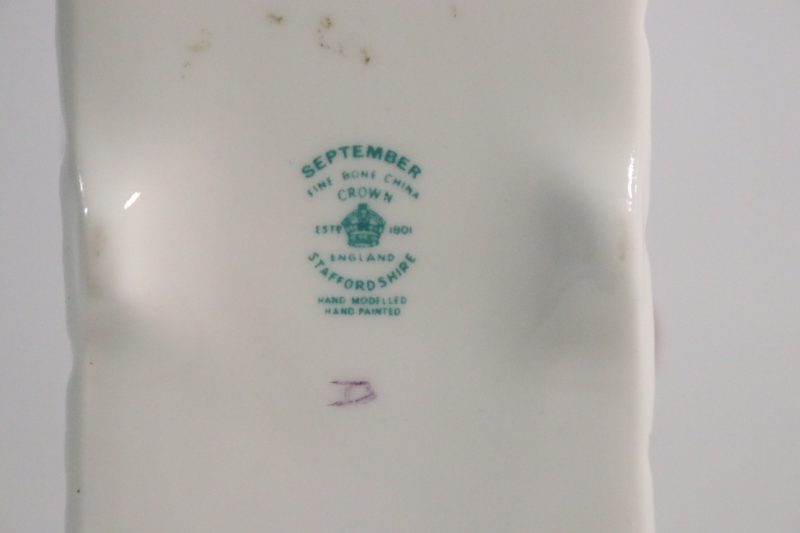 SEPTEMBER
FINE BONE CHINA
CROWN
ESTD 1801
ENGLAND
STAFFORDSHIRE
HAND MODELLED
HAND PAINTED
D